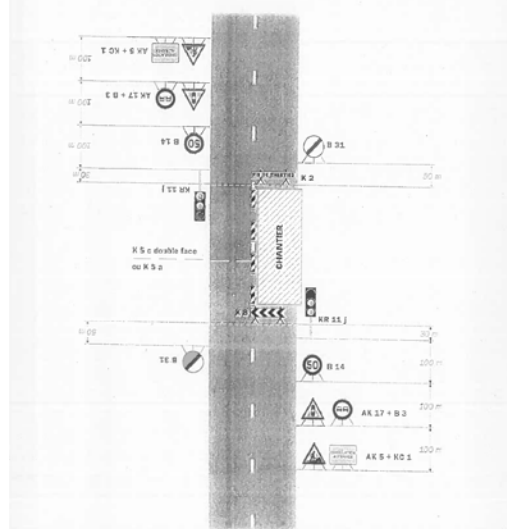 AK 5 + KC 1
100 m
AK 17 + B 3
100 m
50
B 14
100 m
30 m
KR 11 j
B 31
K 2
50 m
K 5 c double face
ou K 5 a
CHANTIER
K 8
KR 11 j
30 m
50 m
B 31
50
B 14
100 m
AK 17 + B 3
100 m
AK 5 + KC 1
100 m